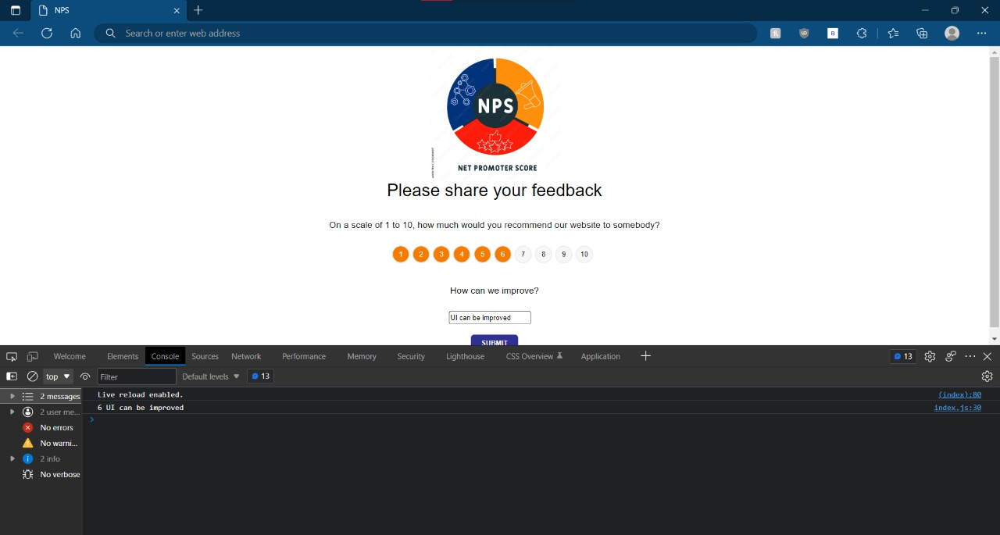 NPS
Search or enter web address
NPS
NET PROMOTER SCORE
Please share your feedback
On a scale of 1 to 10, how much would you recommend our website to somebody?
1 2 3 4 5 6 7 8 9 10
How can we improve?
UI can be improved
SUBMIT
Welcome Elements Console Sources Network Performance Memory Security Lighthouse CSS Overview Application 13
top Filter Default levels 13
2 messages
Live reload enabled. (index):80
2 user me...
6 UI can be improved index.js:30
No errors
No warni...
2 info
No verbose